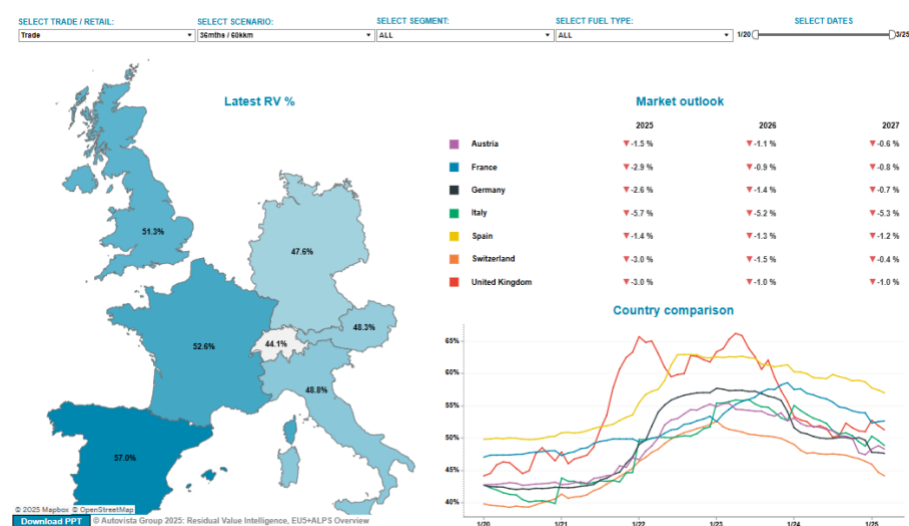 SELECT TRADE / RETAIL: SELECT SCENARIO: SELECT SEGMENT: SELECT FUEL TYPE: SELECT DATES
Trade 36mths / 60kkm ALL ALL 1/20 3/25
Latest RV %
51.3%
47.6%
48.3%
52.6%
44.1%
48.8%
57.0%
Market outlook
2025 2026 2027
Austria ▼-1.5 % ▼-1.1 % ▼-0.6 %
France ▼-2.9 % ▼-0.9 % ▼-0.8 %
Germany ▼-2.6 % ▼-1.4 % ▼-0.7 %
Italy ▼-5.7 % ▼-5.2 % ▼-5.3 %
Spain ▼-1.4 % ▼-1.3 % ▼-1.2 %
Switzerland ▼-3.0 % ▼-1.5 % ▼-0.4 %
United Kingdom ▼-3.0 % ▼-1.0 % ▼-1.0 %
Country comparison
65%
60%
55%
50%
45%
40%
1/20 1/21 1/22 1/23 1/24 1/25
© 2025 Mapbox © OpenStreetMap
Download PPT © Autovista Group 2025: Residual Value Intelligence, EU5+ALPS Overview